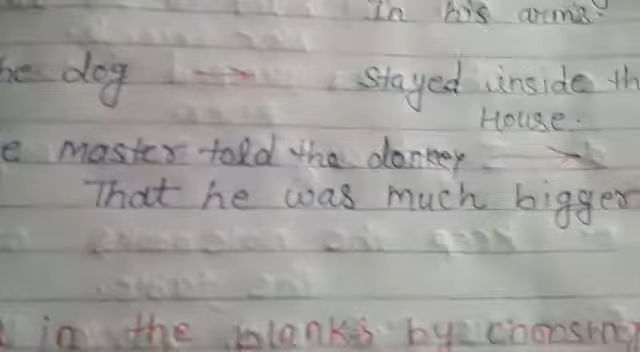 in his arms.
he dog → stayed inside th
House.
e master told the donkey →
That he was much bigger
in the blanks by choosing